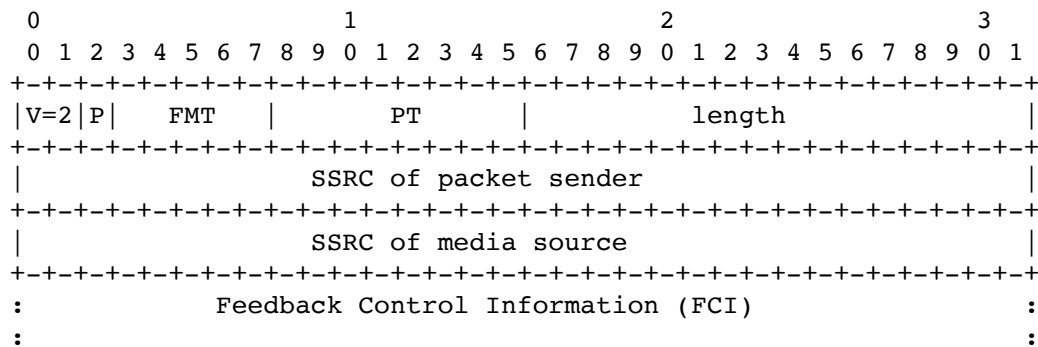 0                   1                   2                   3
 0 1 2 3 4 5 6 7 8 9 0 1 2 3 4 5 6 7 8 9 0 1 2 3 4 5 6 7 8 9 0 1
+-+-+-+-+-+-+-+-+-+-+-+-+-+-+-+-+-+-+-+-+-+-+-+-+-+-+-+-+-+-+-+-+
|V=2|P|   FMT   |       PT      |          length               |
+-+-+-+-+-+-+-+-+-+-+-+-+-+-+-+-+-+-+-+-+-+-+-+-+-+-+-+-+-+-+-+-+
|                  SSRC of packet sender                        |
+-+-+-+-+-+-+-+-+-+-+-+-+-+-+-+-+-+-+-+-+-+-+-+-+-+-+-+-+-+-+-+-+
|                  SSRC of media source                         |
+-+-+-+-+-+-+-+-+-+-+-+-+-+-+-+-+-+-+-+-+-+-+-+-+-+-+-+-+-+-+-+-+
:            Feedback Control Information (FCI)                 :
:                                                               :